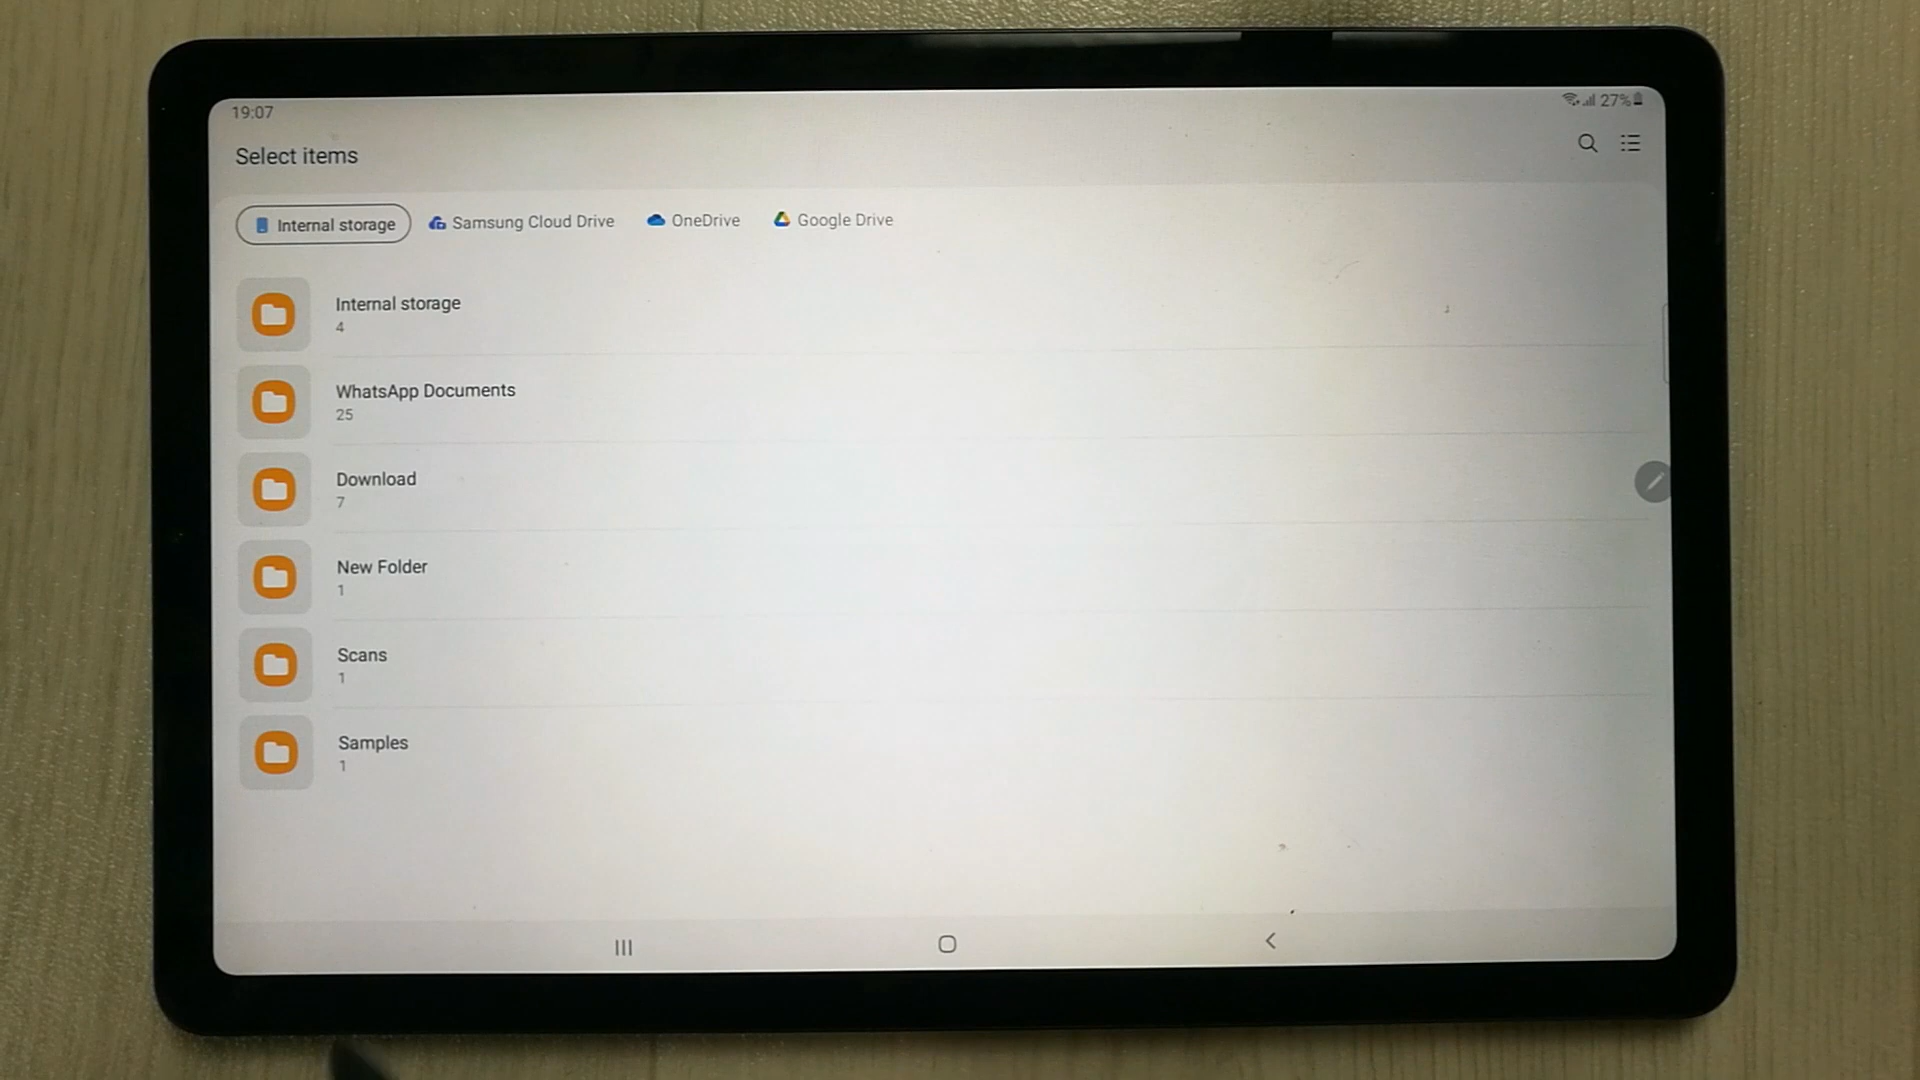 19:07
27%
Select items
Internal storage
Samsung Cloud Drive
OneDrive
Google Drive
Internal storage
4
WhatsApp Documents
25
Download
7
New Folder
1
Scans
1
Samples
1